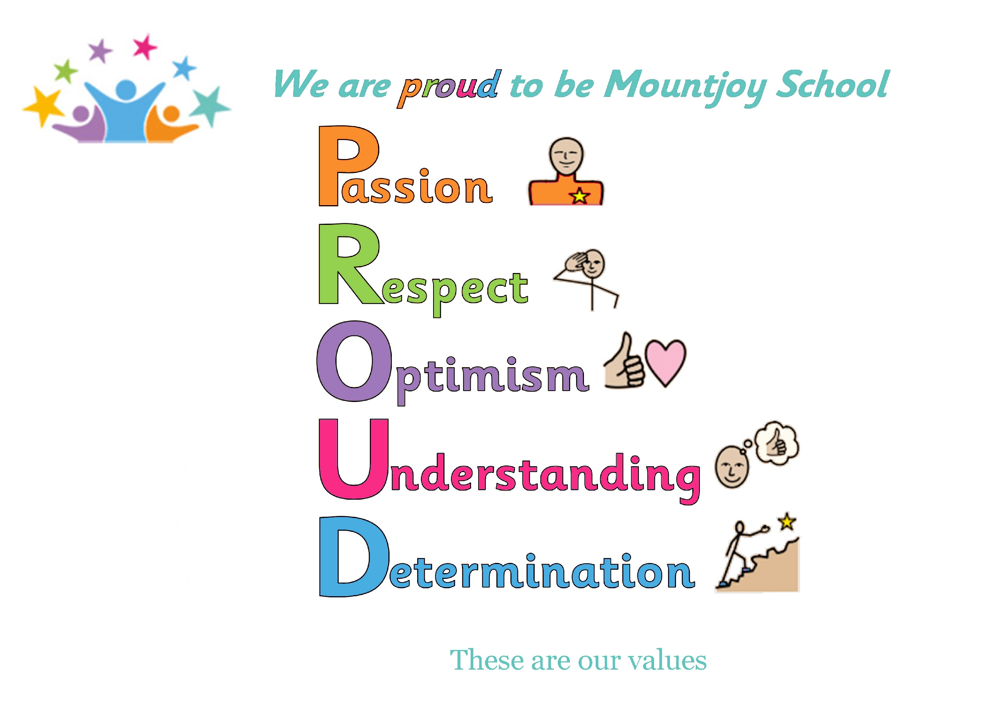 We are proud to be Mountjoy School
Passion
Respect
Optimism
Understanding
Determination
These are our values